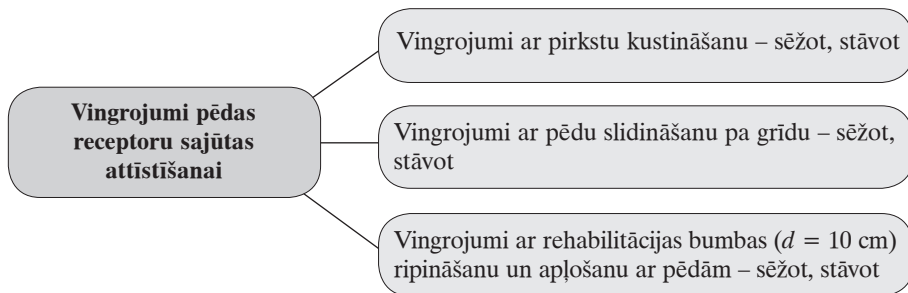 Vingrojumi ar pirkstu kustināšanu – sēžot, stāvot
Vingrojumi pēdas
receptoru sajūtas
attīstīšanai
Vingrojumi ar pēdu slidināšanu pa grīdu – sēžot,
stāvot
Vingrojumi ar rehabilitācijas bumbas (d = 10 cm)
ripināšanu un apļošanu ar pēdām – sēžot, stāvot